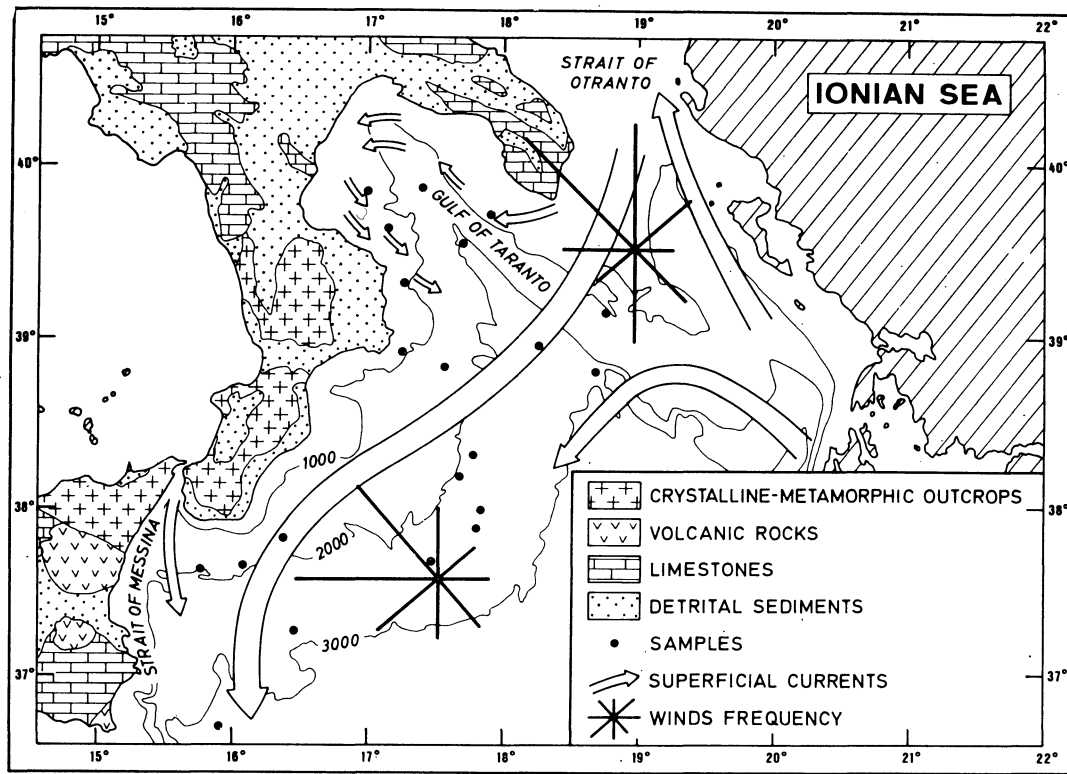 15° 16° 17° 18° 19° 20° 21° 22°
STRAIT OF
OTRANTO
IONIAN SEA
40° 40°
GULF OF TARANTO
39° 39°
1000
38° 38°
2000
3000
STRAIT OF MESSINA
37° 37°
CRYSTALLINE-METAMORPHIC OUTCROPS
VOLCANIC ROCKS
LIMESTONES
DETRITAL SEDIMENTS
SAMPLES
SUPERFICIAL CURRENTS
WINDS FREQUENCY
15° 16° 17° 18° 19° 20° 21° 22°